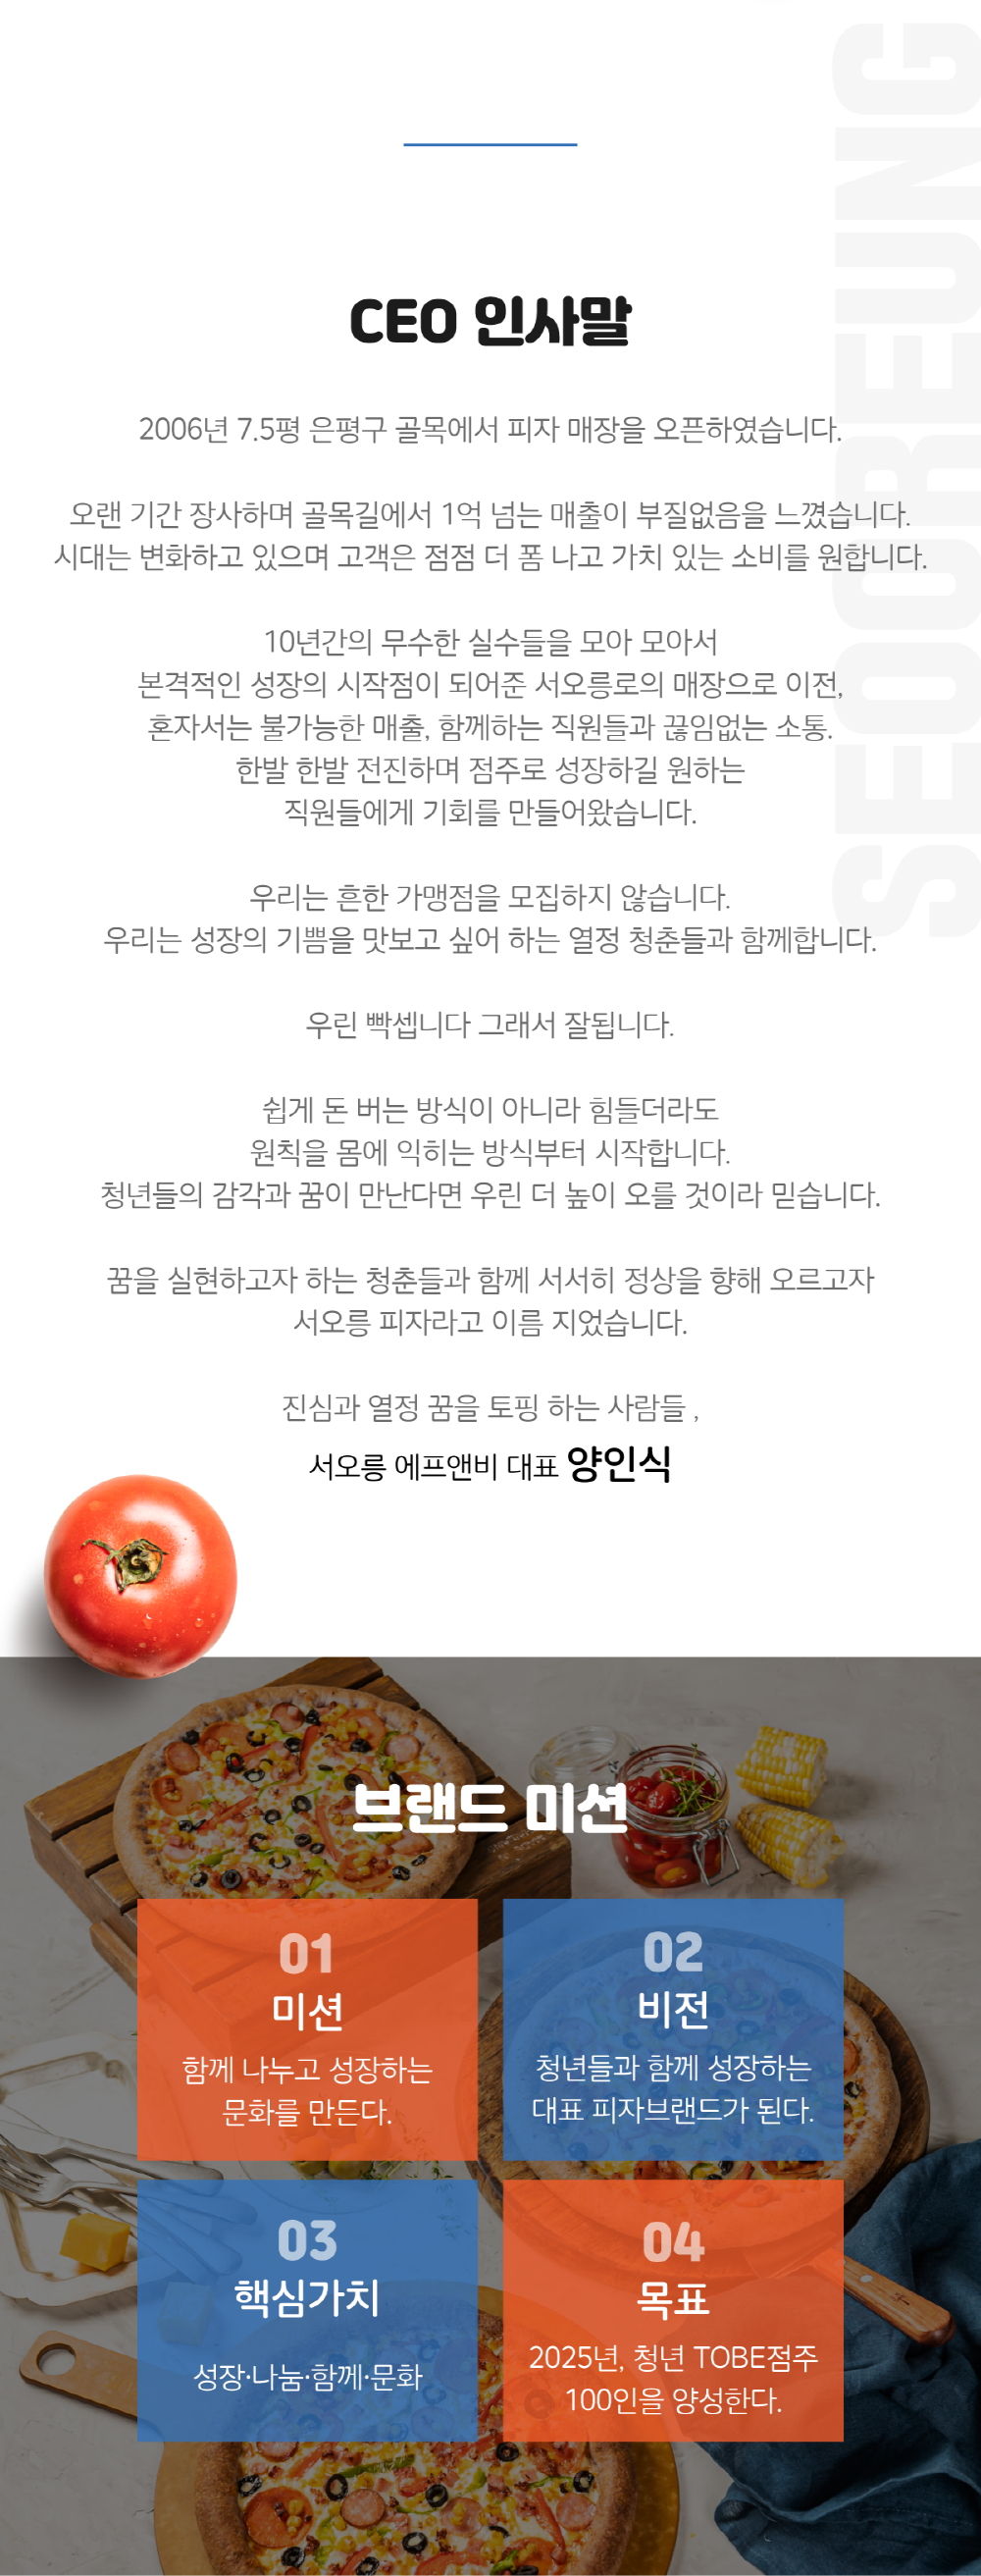 SEOOREUNG
CEO 인사말
2006년 7.5평 은평구 골목에서 피자 매장을 오픈하였습니다.
오랜 기간 장사하며 골목길에서 1억 넘는 매출이 부질없음을 느꼈습니다.
시대는 변화하고 있으며 고객은 점점 더 폼 나고 가치 있는 소비를 원합니다.
10년간의 무수한 실수들을 모아 모아서
본격적인 성장의 시작점이 되어준 서오릉로의 매장으로 이전,
혼자서는 불가능한 매출, 함께하는 직원들과 끊임없는 소통.
한발 한발 전진하며 점주로 성장하길 원하는
직원들에게 기회를 만들어왔습니다.
우리는 흔한 가맹점을 모집하지 않습니다.
우리는 성장의 기쁨을 맛보고 싶어 하는 열정 청춘들과 함께합니다.
우린 빡셉니다 그래서 잘됩니다.
쉽게 돈 버는 방식이 아니라 힘들더라도
원칙을 몸에 익히는 방식부터 시작합니다.
청년들의 감각과 꿈이 만난다면 우린 더 높이 오를 것이라 믿습니다.
꿈을 실현하고자 하는 청춘들과 함께 서서히 정상을 향해 오르고자
서오릉 피자라고 이름 지었습니다.
진심과 열정 꿈을 토핑 하는 사람들 ,
서오릉 에프앤비 대표 양인식
브랜드 미션
01
미션
함께 나누고 성장하는
문화를 만든다.
02
비전
청년들과 함께 성장하는
대표 피자브랜드가 된다.
03
핵심가치
성장·나눔·함께·문화
04
목표
2025년, 청년 TOBE점주
100인을 양성한다.